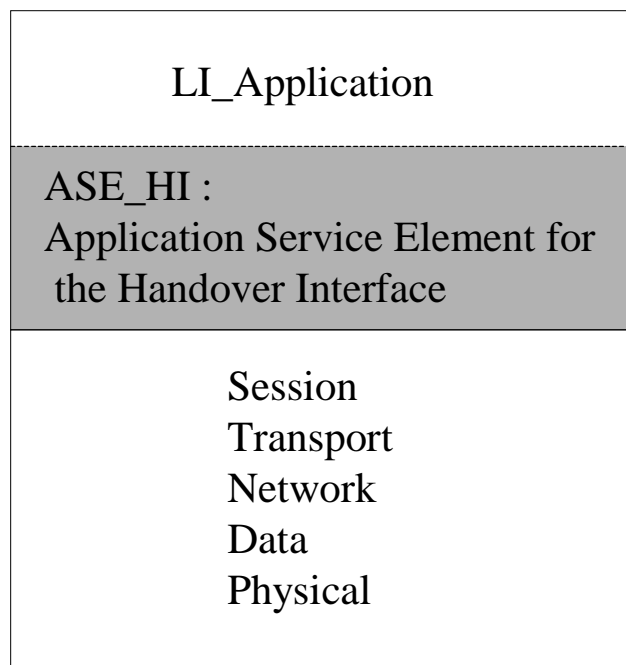 LI_Application
ASE_HI :
Application Service Element for
the Handover Interface
Session
Transport
Network
Data
Physical